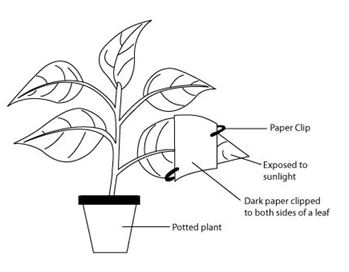 Paper Clip
Exposed to
sunlight
Dark paper clipped
to both sides of a leaf
Potted plant